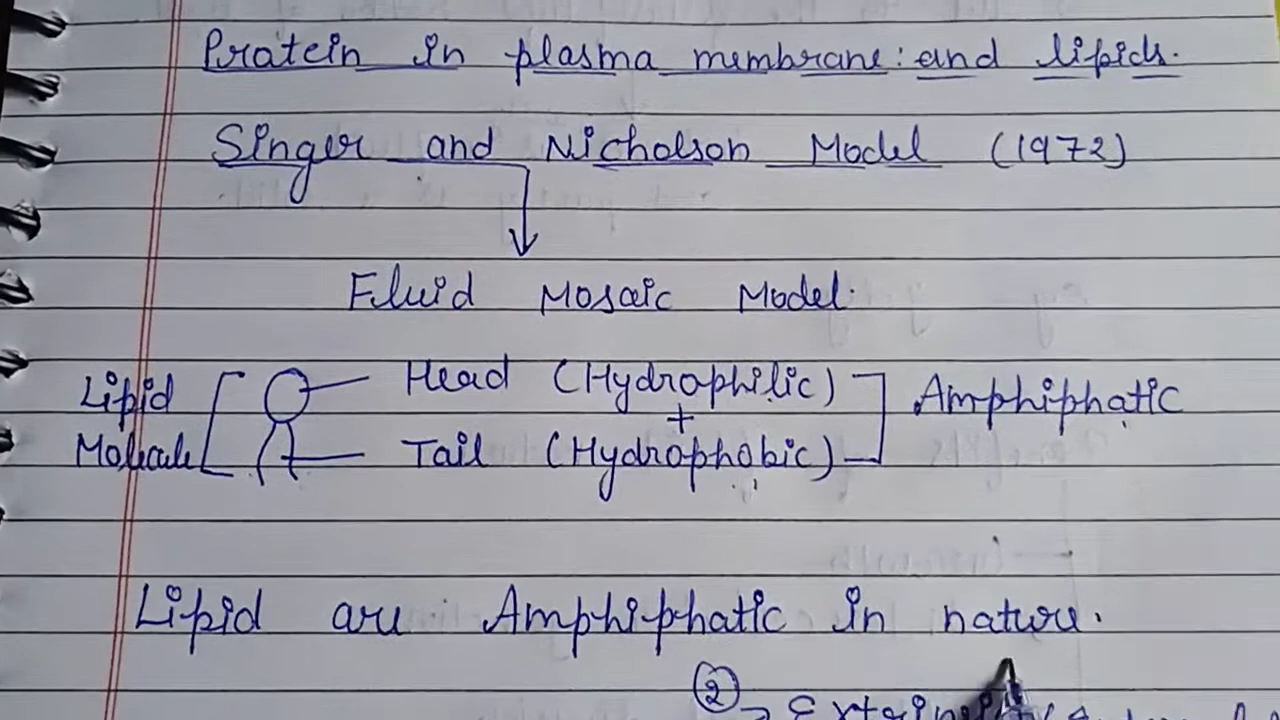 Protein in plasma membrane: and lipids.
Singer and Nicholson Model (1972)
Fluid Mosaic Model.
Lipid Molecule Head (Hydrophilic)
+
Tail (Hydrophobic) Amphiphatic
Lipid are Amphiphatic in nature.
②